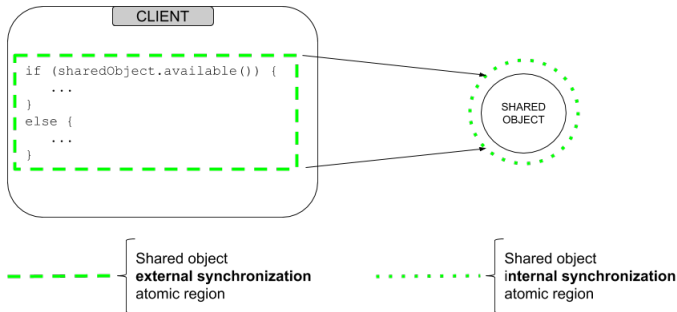 CLIENT
if (sharedObject.available()) {
...
}
else {
...
}
SHARED
OBJECT
Shared object
external synchronization
atomic region
Shared object
internal synchronization
atomic region